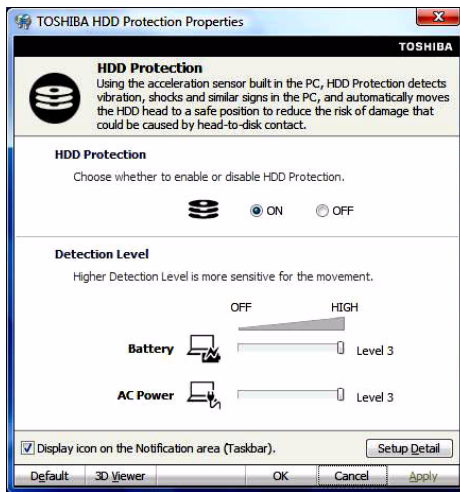 TOSHIBA HDD Protection Properties
TOSHIBA
HDD Protection
Using the acceleration sensor built in the PC, HDD Protection detects
vibration, shocks and similar signs in the PC, and automatically moves
the HDD head to a safe position to reduce the risk of damage that
could be caused by head-to-disk contact.
HDD Protection
Choose whether to enable or disable HDD Protection.
ON OFF
Detection Level
Higher Detection Level is more sensitive for the movement.
OFF HIGH
Battery Level 3
AC Power Level 3
Display icon on the Notification area (Taskbar). Setup Detail
Default 3D Viewer OK Cancel Apply